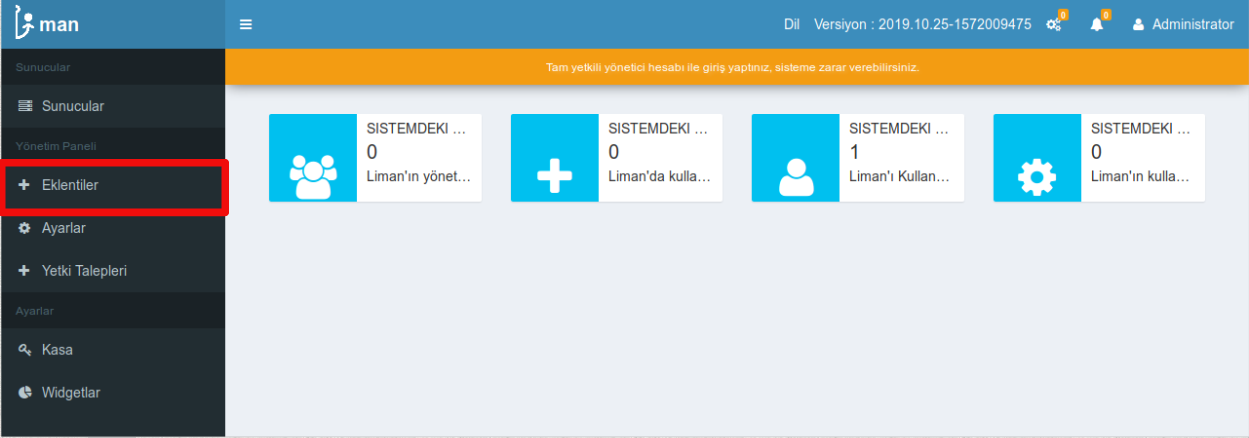 man
Dil Versiyon : 2019.10.25-1572009475 0 0 Administrator
Sunucular
Tam yetkili yönetici hesabı ile giriş yaptınız, sisteme zarar verebilirsiniz.
Sunucular
Yönetim Paneli
Eklentiler
Ayarlar
Yetki Talepleri
Ayarlar
Kasa
Widgetlar
SISTEMDEKI ...
0
Liman'ın yönet...
SISTEMDEKI ...
0
Liman'da kulla...
SISTEMDEKI ...
1
Liman'ı Kullan...
SISTEMDEKI ...
0
Liman'ın kulla...